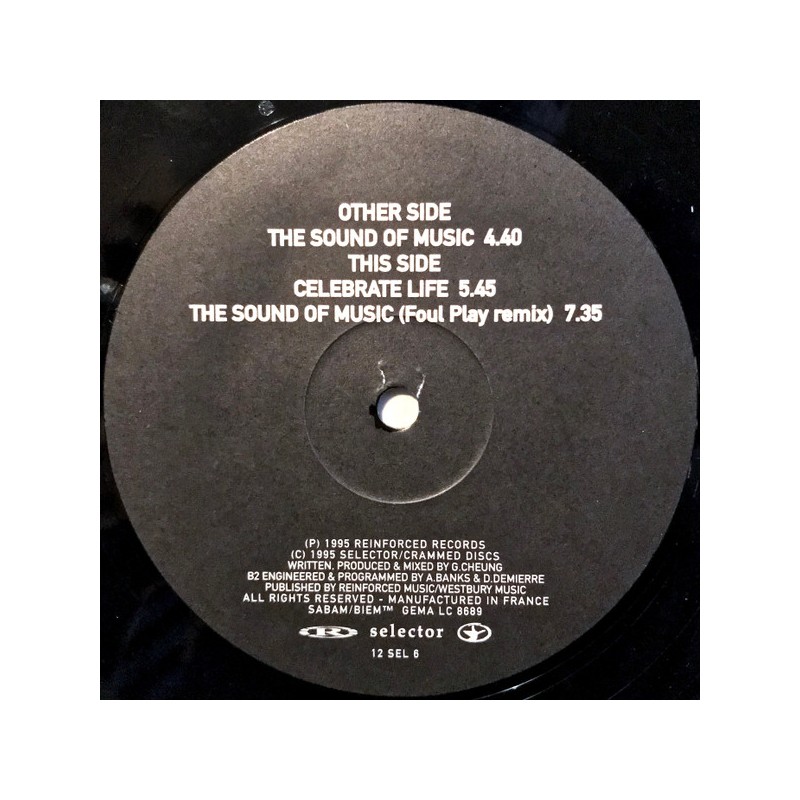 OTHER SIDE
THE SOUND OF MUSIC 4.40
THIS SIDE
CELEBRATE LIFE 5.45
THE SOUND OF MUSIC (Foul Play remix) 7.35
(P) 1995 REINFORCED RECORDS
(C) 1995 SELECTOR/CRAMMED DISCS
WRITTEN. PRODUCED & MIXED BY G.CHEUNG
B2 ENGINEERED & PROGRAMMED BY A.BANKS & D.DEMIERRE
PUBLISHED BY REINFORCED MUSIC/WESTBURY MUSIC
ALL RIGHTS RESERVED - MANUFACTURED IN FRANCE
SABAM/BIEM™ GEMA LC 8689
R selector
12 SEL 6